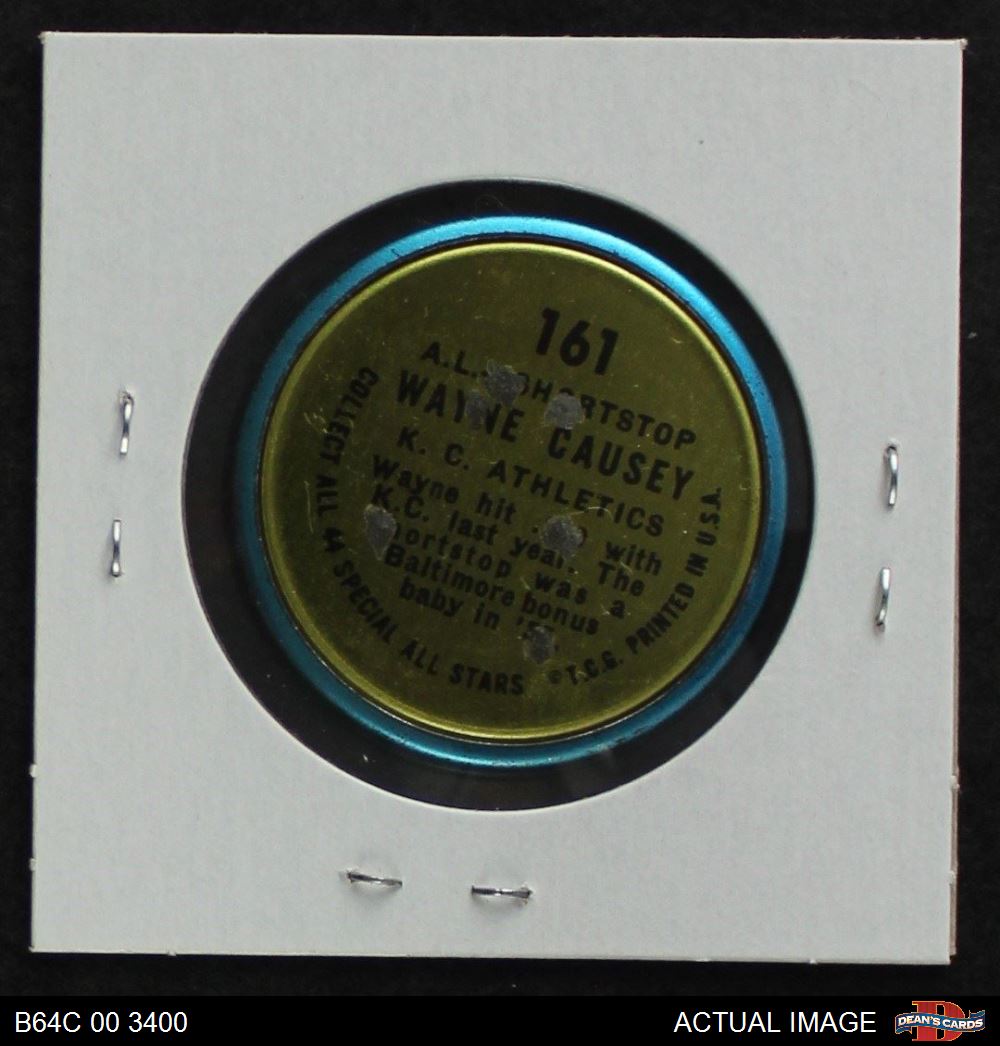 161
A.L. SHORTSTOP
WAYNE CAUSEY
K. C. ATHLETICS
Wayne hit with
K.C. last year. The
shortstop was a
Baltimore bonus
baby in
COLLECT ALL 44 SPECIAL ALL STARS
© T.C.G. PRINTED IN U.S.A.
B64C 00 3400
ACTUAL IMAGE
DEAN'S CARDS